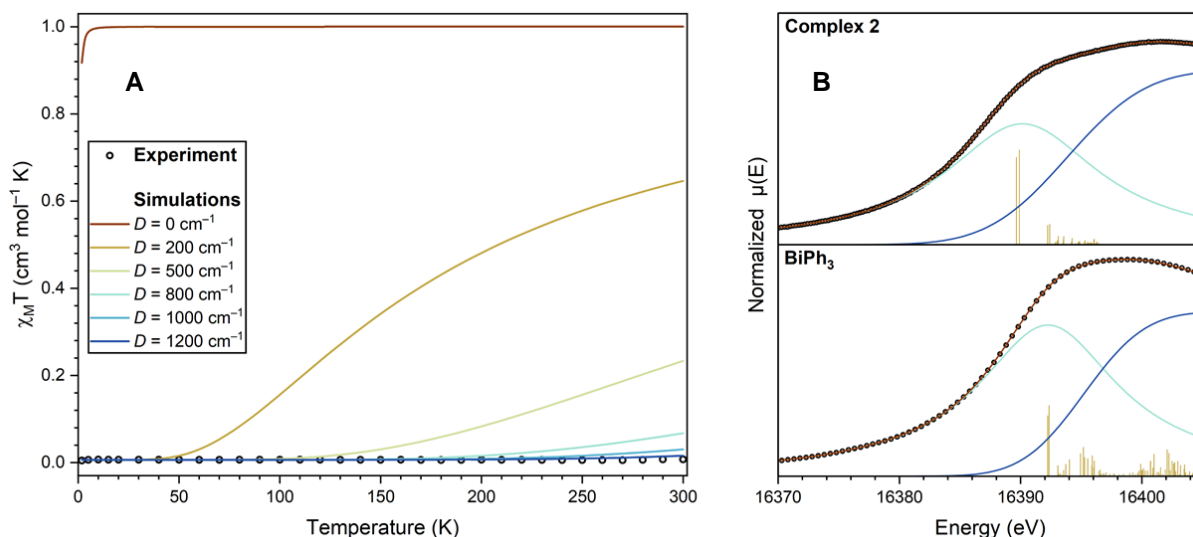 A
χMT (cm³ mol⁻¹ K)
1.0
0.8
0.6
0.4
0.2
0.0
Experiment
Simulations
D = 0 cm⁻¹
D = 200 cm⁻¹
D = 500 cm⁻¹
D = 800 cm⁻¹
D = 1000 cm⁻¹
D = 1200 cm⁻¹
0 50 100 150 200 250 300
Temperature (K)
B
Complex 2
BiPh₃
Normalized μ(E)
16370 16380 16390 16400
Energy (eV)